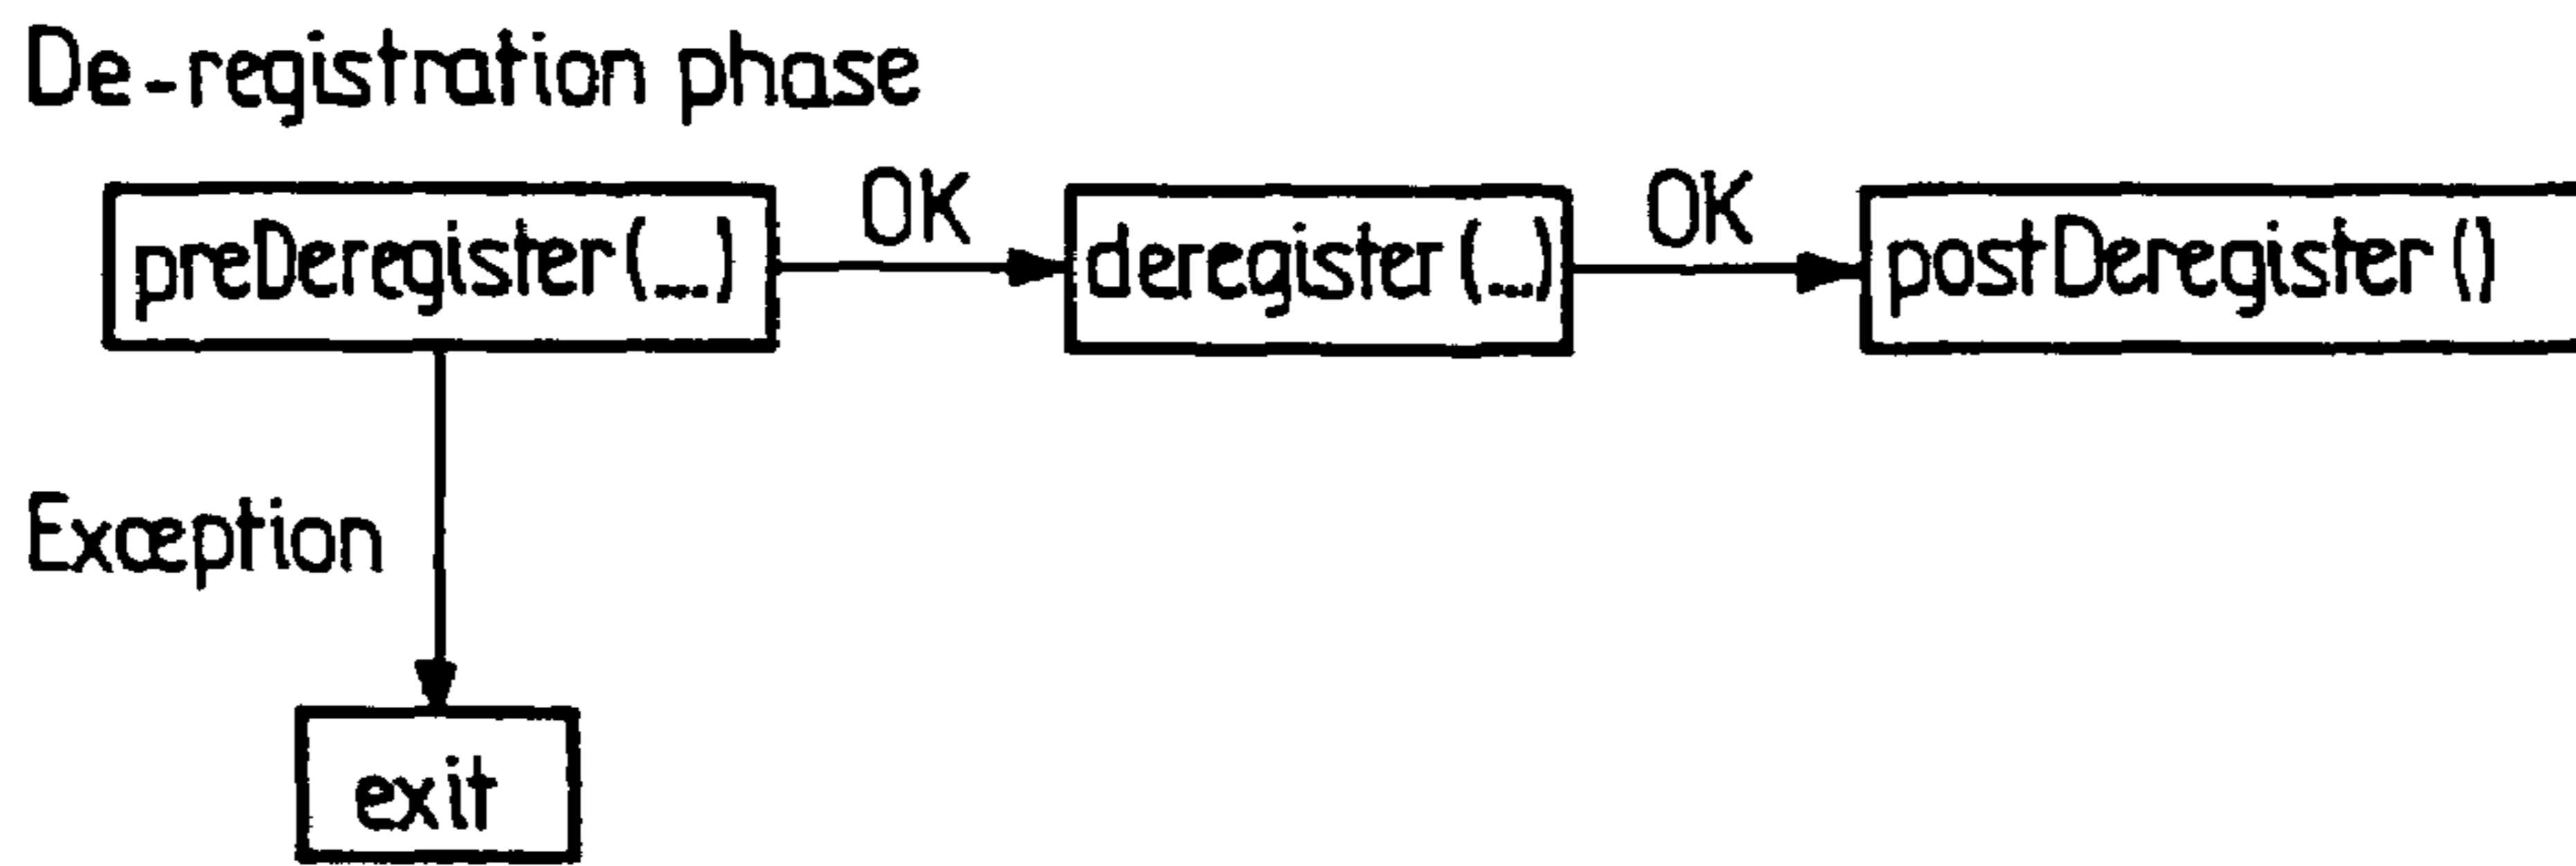 De-registration phase
OK
OK
preDeregister(...)
deregister(...)
postDeregister()
Exception
exit